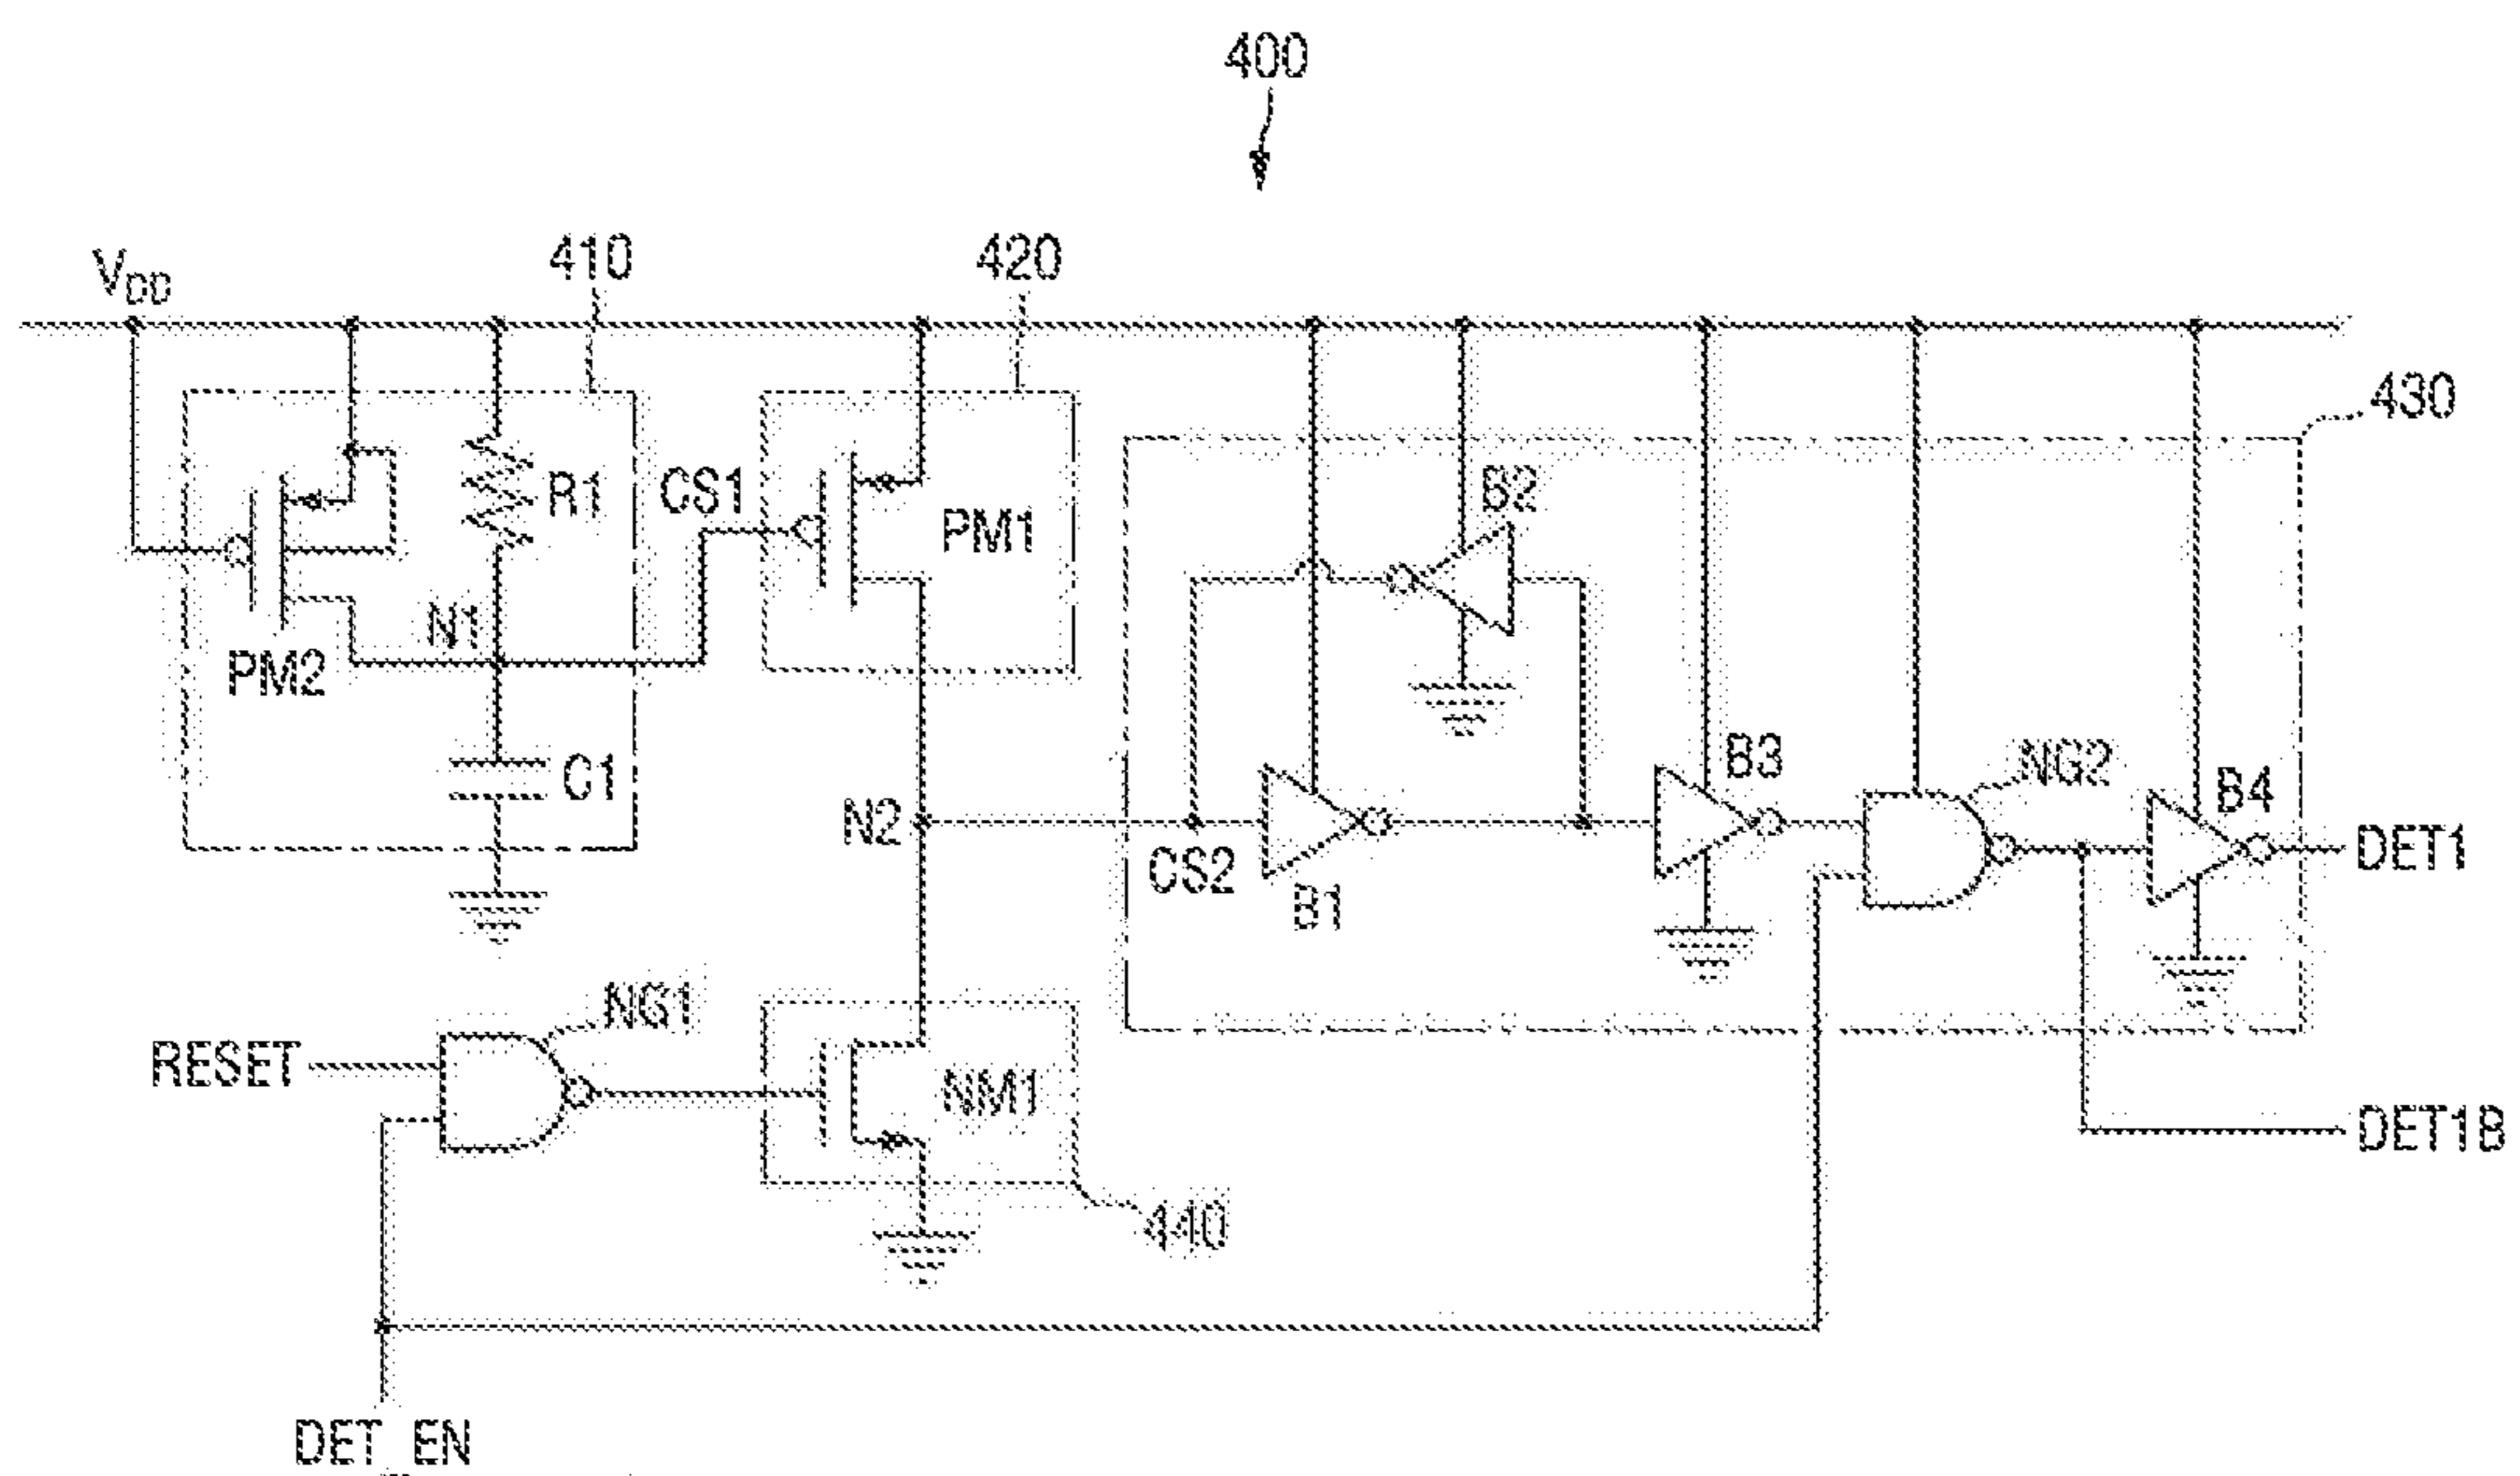 400
VDD
410
420
430
R1
CS1
PM1
B2
N1
PM2
C1
N2
CS2
B1
B3
NG2
B4
DET1
RESET
NG1
NM1
DET1B
440
DET_EN